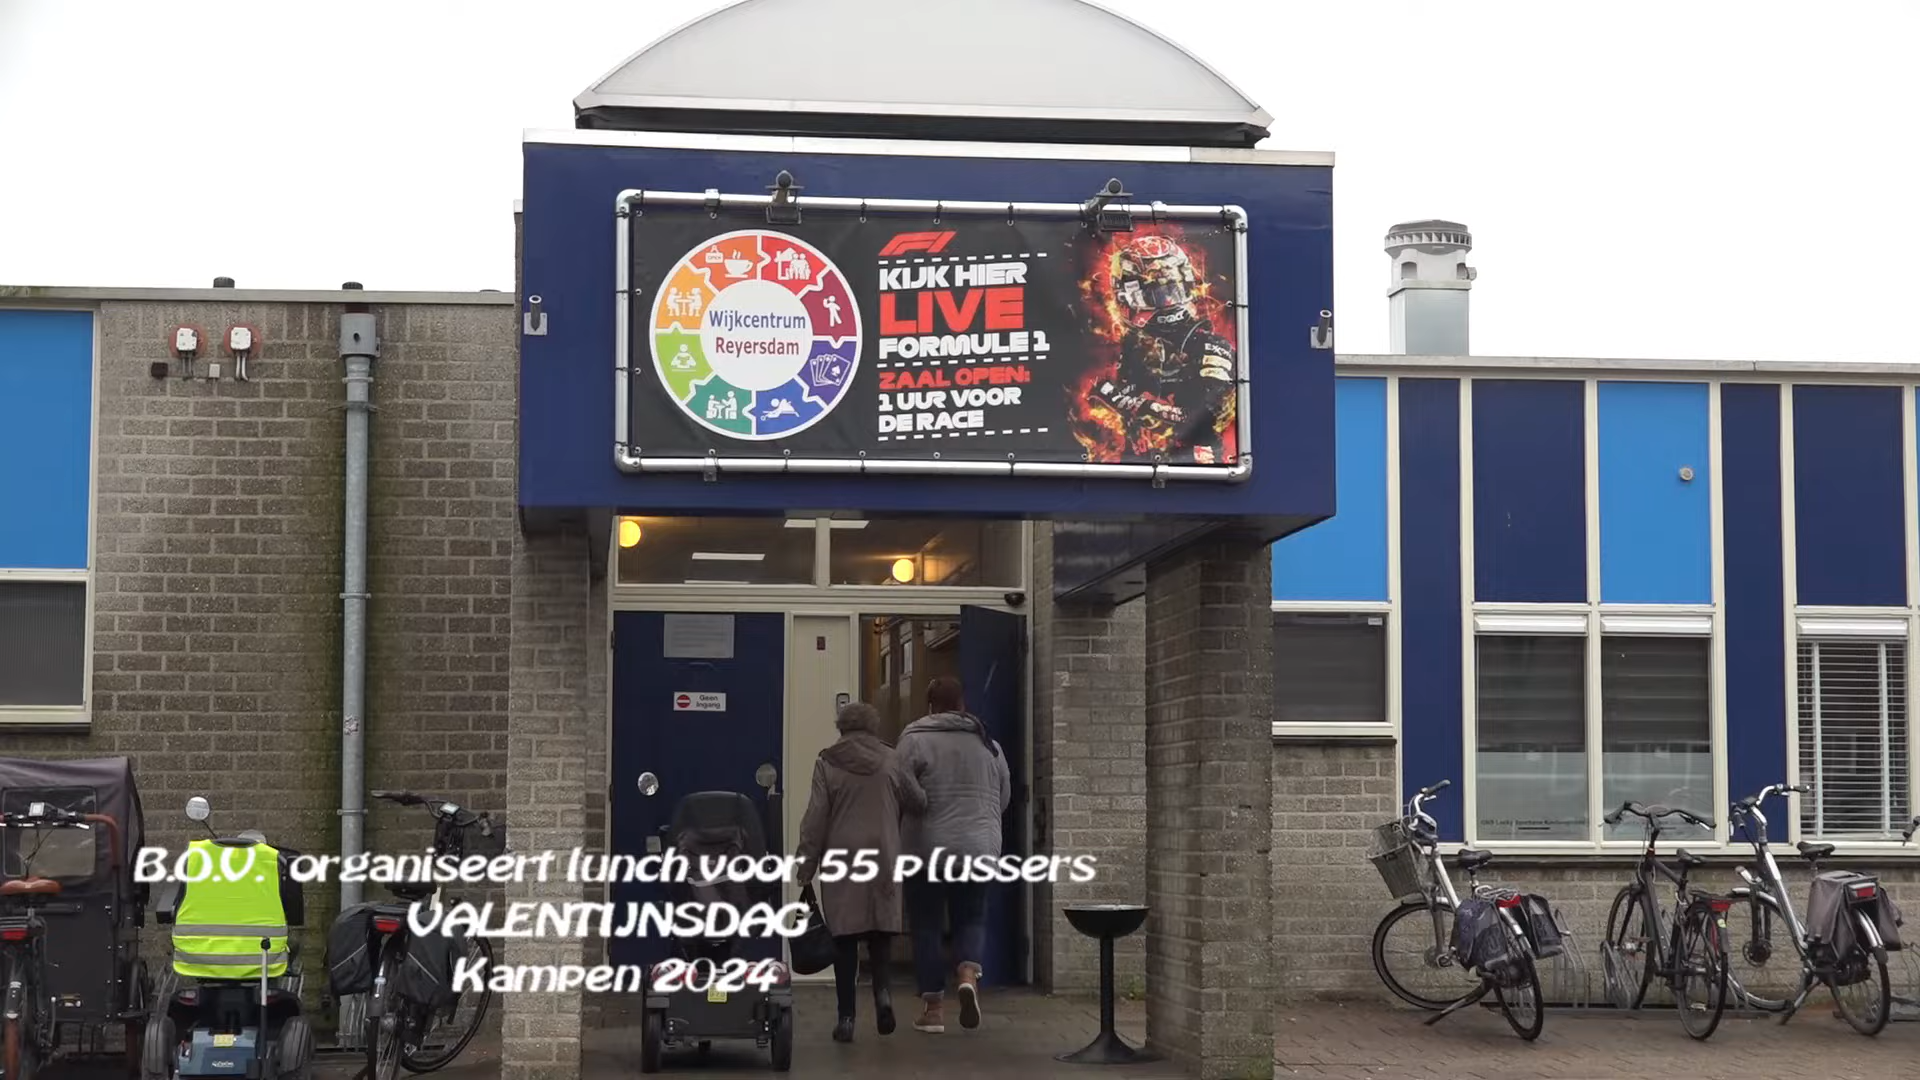 OPEN
Wijkcentrum
Reyersdam
F1
KIJK HIER
LIVE
FORMULE 1
ZAAL OPEN:
1 UUR VOOR
DE RACE
Geen
Ingang
B.O.V. organiseert lunch voor 55 plussers
VALENTIJNSDAG
Kampen 2024